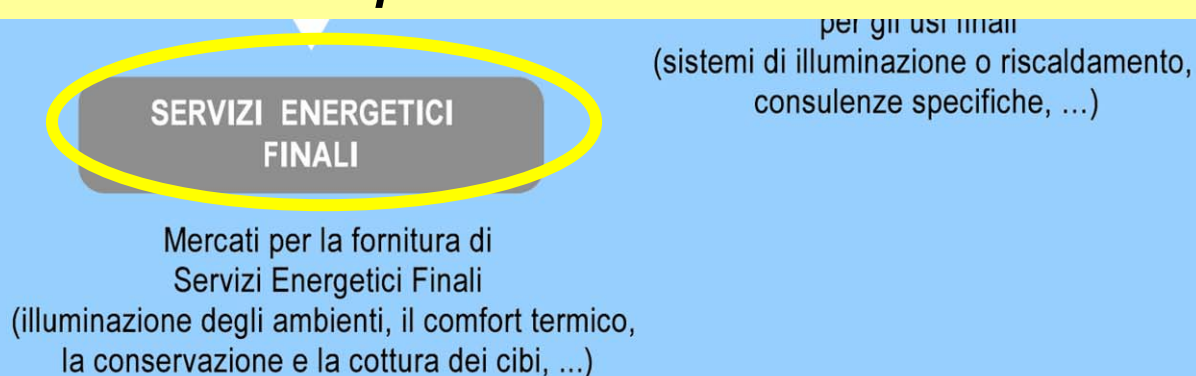 SERVIZI ENERGETICI
FINALI
Mercati per la fornitura di
Servizi Energetici Finali
(illuminazione degli ambienti, il comfort termico,
la conservazione e la cottura dei cibi, ...)
per gli usi finali
(sistemi di illuminazione o riscaldamento,
consulenze specifiche, ...)